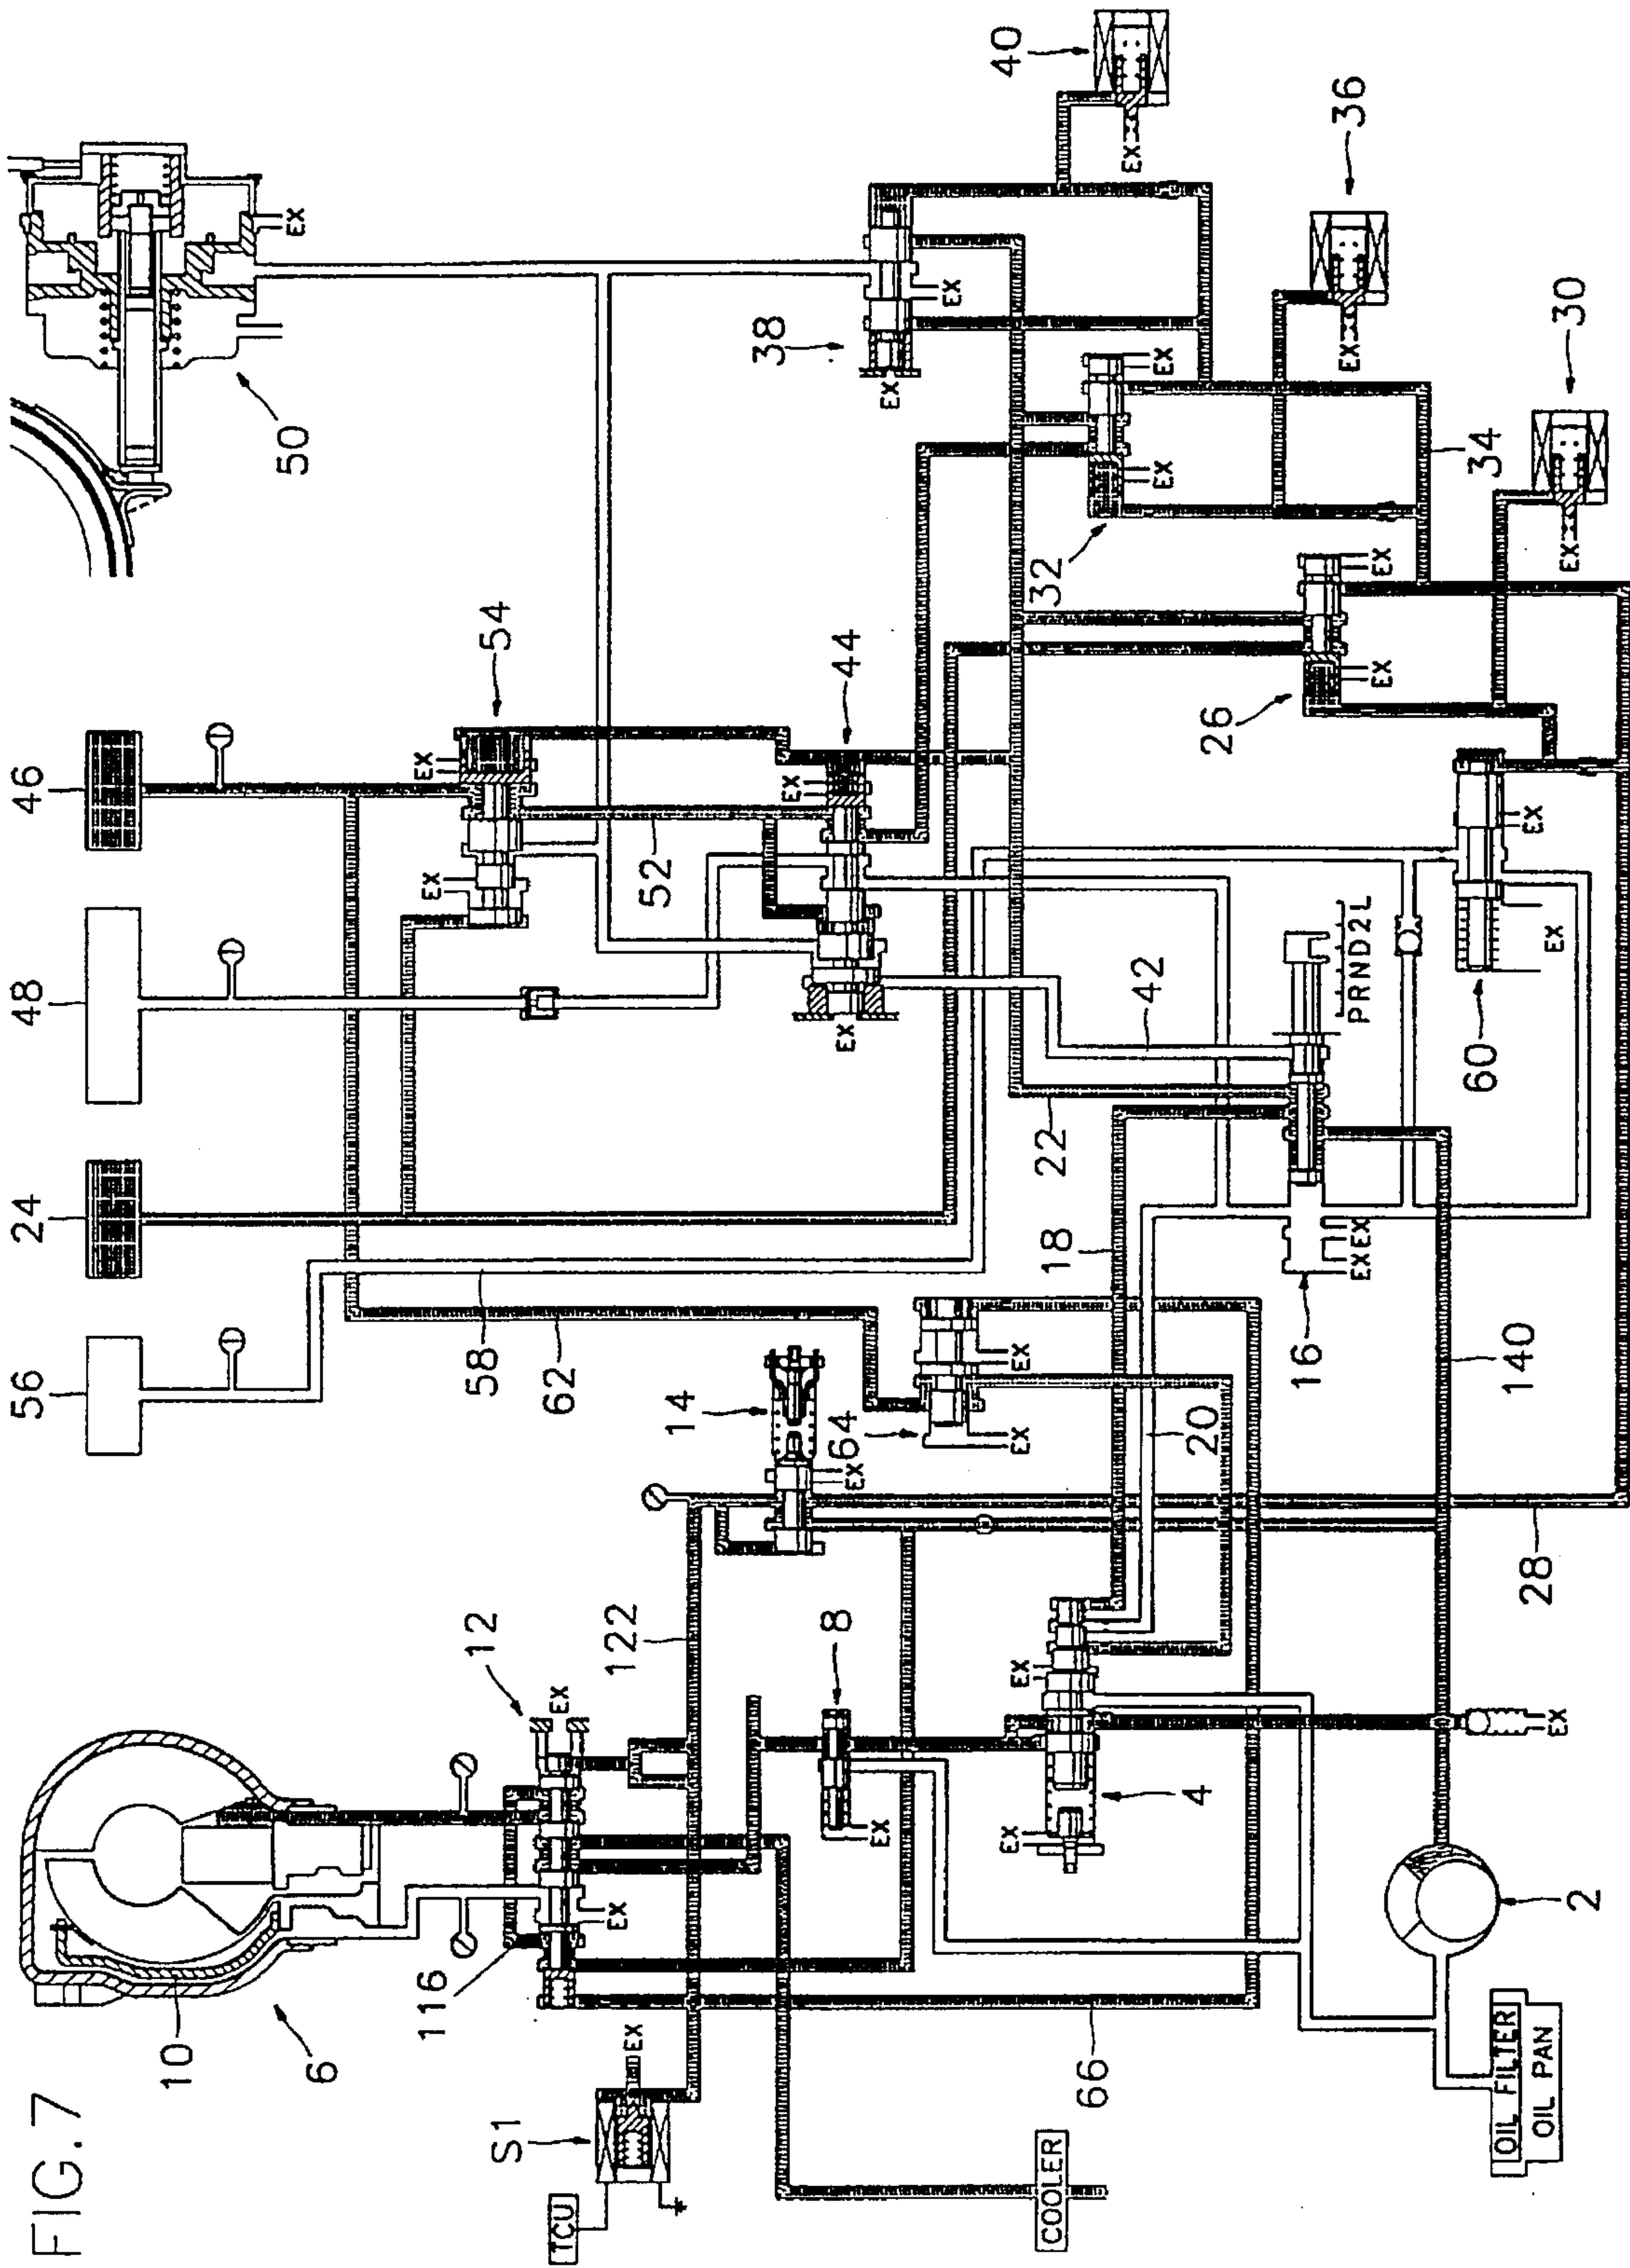 FIG.7
TCU
S1
EX
COOLER
66
OIL FILTER
OIL PAN
2
10
6
116
EX
12
EX
122
8
EX
4
EX
EX
EX
28
56
58
62
14
EX
64
EX
EX
18
20
16
EX
EX
140
24
22
42
PRND2L
60
EX
EX
48
46
EX
EX
54
52
44
EX
EX
26
EX
EX
50
EX
38
EX
EX
32
EX
EX
34
40
EX
36
EX
30
EX